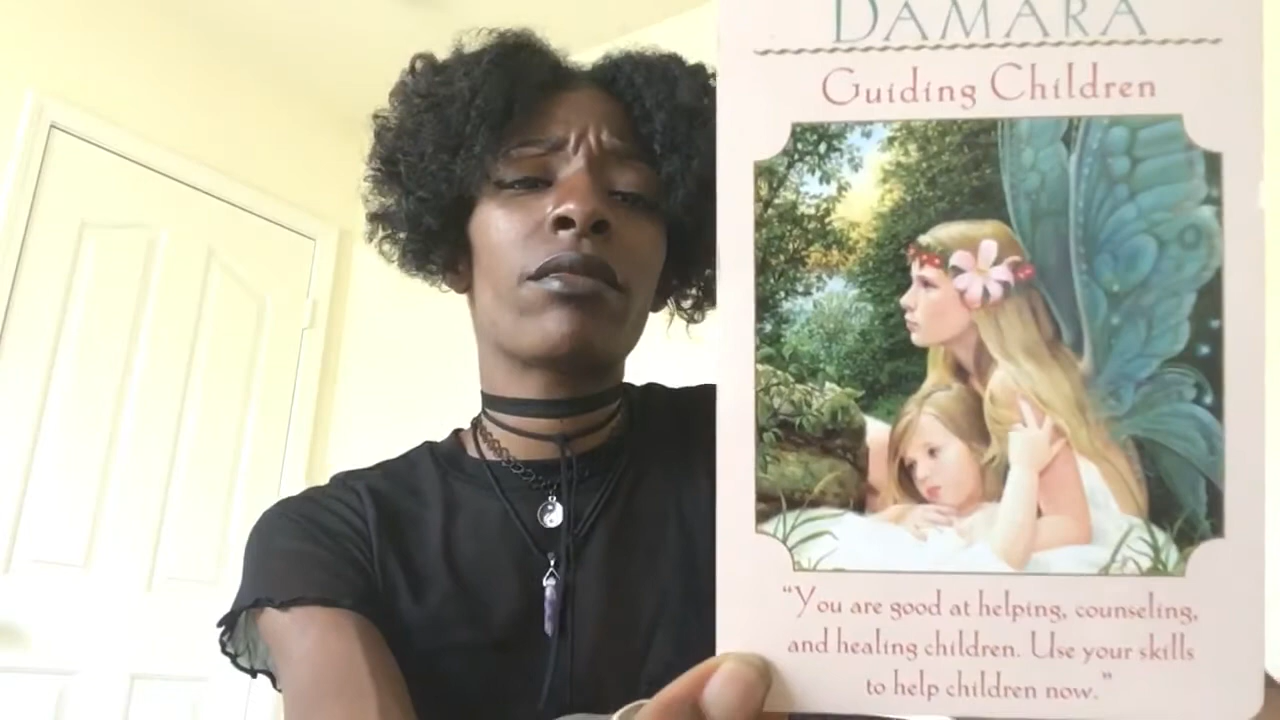 DAMARA
Guiding Children
"You are good at helping, counseling,
and healing children. Use your skills
to help children now."